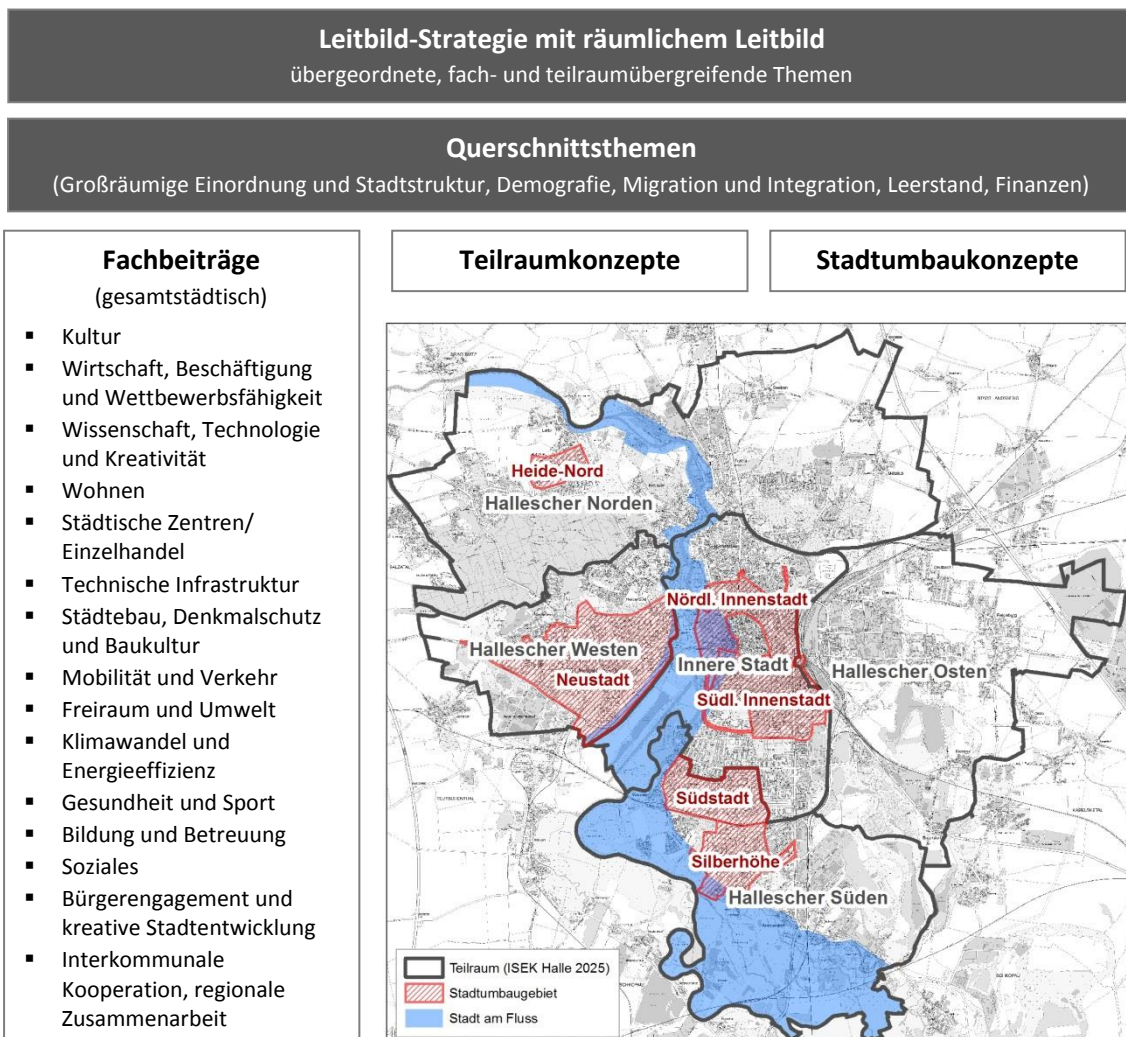 Leitbild-Strategie mit räumlichem Leitbild
übergeordnete, fach- und teilraumübergreifende Themen
Querschnittsthemen
(Großräumige Einordnung und Stadtstruktur, Demografie, Migration und Integration, Leerstand, Finanzen)
Fachbeiträge
(gesamtstädtisch)
▪ Kultur
▪ Wirtschaft, Beschäftigung
und Wettbewerbsfähigkeit
▪ Wissenschaft, Technologie
und Kreativität
▪ Wohnen
▪ Städtische Zentren/
Einzelhandel
▪ Technische Infrastruktur
▪ Städtebau, Denkmalschutz
und Baukultur
▪ Mobilität und Verkehr
▪ Freiraum und Umwelt
▪ Klimawandel und
Energieeffizienz
▪ Gesundheit und Sport
▪ Bildung und Betreuung
▪ Soziales
▪ Bürgerengagement und
kreative Stadtentwicklung
▪ Interkommunale
Kooperation, regionale
Zusammenarbeit
Teilraumkonzepte
Stadtumbaukonzepte
Heide-Nord
Hallescher Norden
Nördl. Innenstadt
Hallescher Westen
Innere Stadt
Hallescher Osten
Neustadt
Südl. Innenstadt
Südstadt
Silberhöhe
Hallescher Süden
Teilraum (ISEK Halle 2025)
Stadtumbaugebiet
Stadt am Fluss